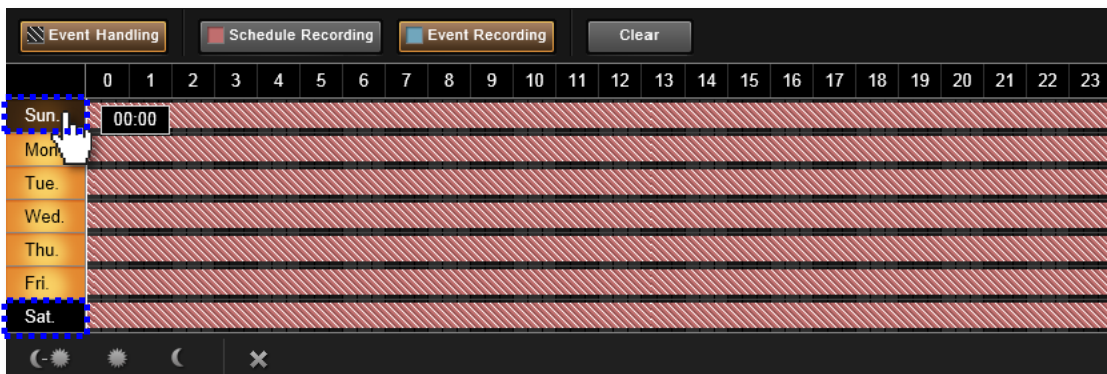 Event Handling Schedule Recording Event Recording Clear
0 1 2 3 4 5 6 7 8 9 10 11 12 13 14 15 16 17 18 19 20 21 22 23
Sun. 00:00
Mon
Tue.
Wed.
Thu.
Fri.
Sat.